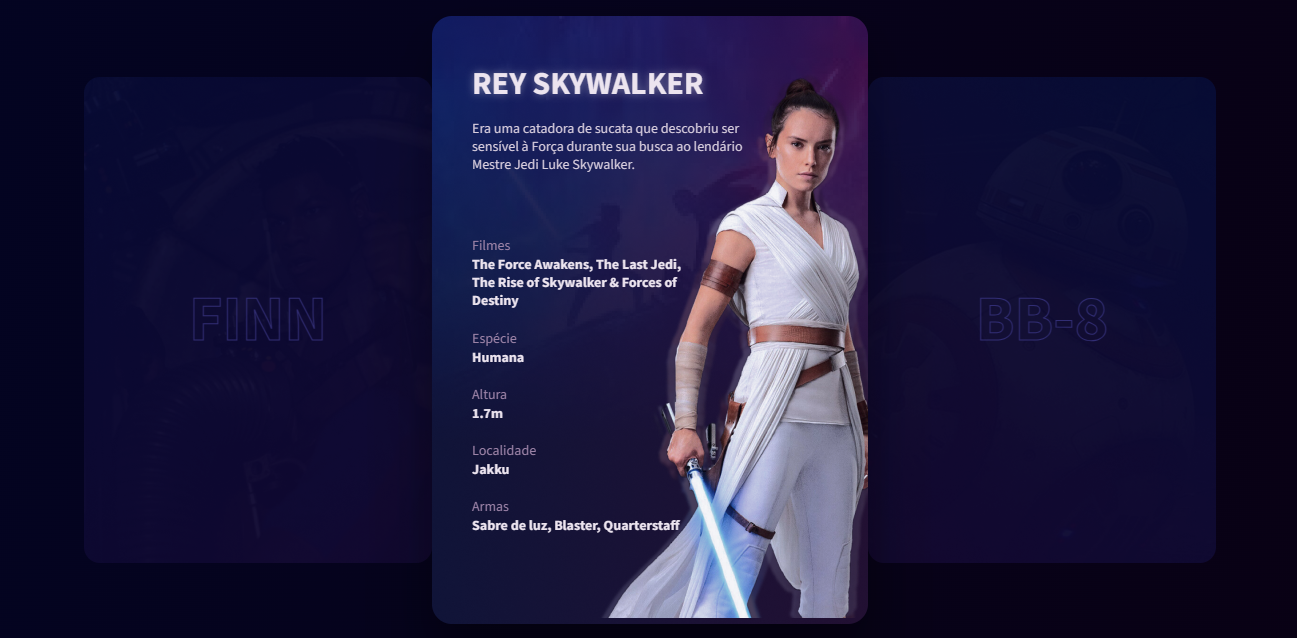 REY SKYWALKER
Era uma catadora de sucata que descobriu ser
sensível à Força durante sua busca ao lendário
Mestre Jedi Luke Skywalker.
Filmes
The Force Awakens, The Last Jedi,
The Rise of Skywalker & Forces of
Destiny
Espécie
Humana
Altura
1.7m
Localidade
Jakku
Armas
Sabre de luz, Blaster, Quarterstaff
FINN
BB-8